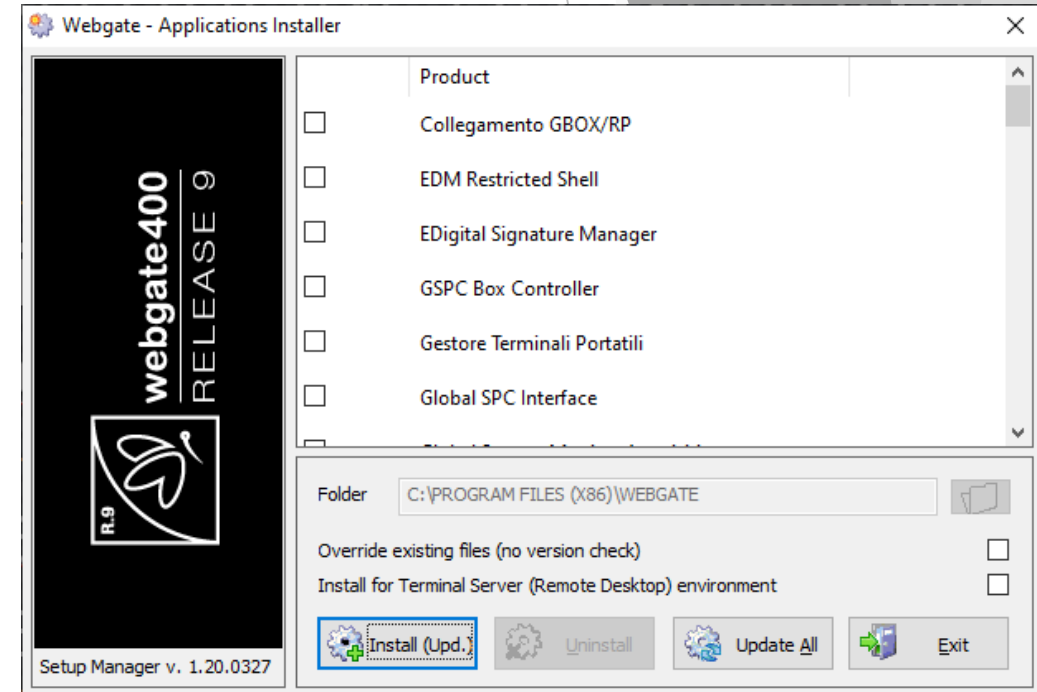 Webgate - Applications Installer
webgate400
RELEASE 9
R.9
Setup Manager v. 1.20.0327
Product
Collegamento GBOX/RP
EDM Restricted Shell
EDigital Signature Manager
GSPC Box Controller
Gestore Terminali Portatili
Global SPC Interface
Folder C:\PROGRAM FILES (X86)\WEBGATE
Override existing files (no version check)
Install for Terminal Server (Remote Desktop) environment
Install (Upd.) Uninstall Update All Exit